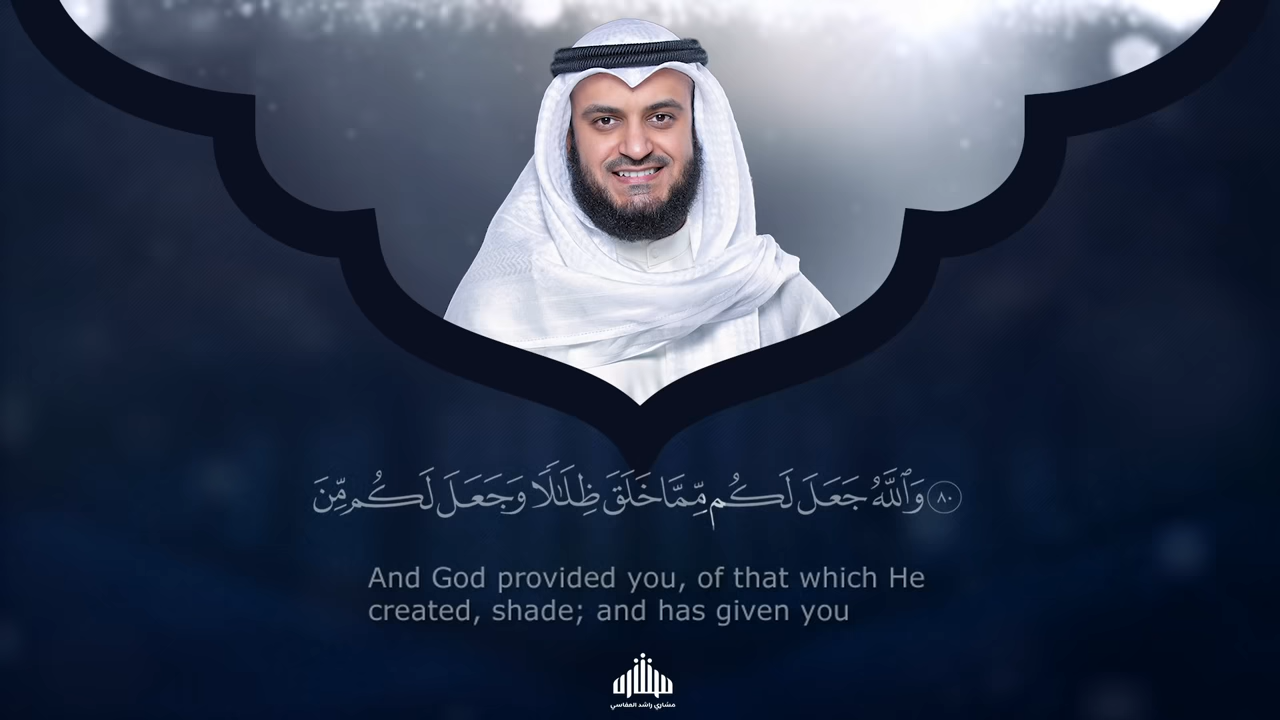 ٨٠ وَٱللَّهُ جَعَلَ لَكُم مِّمَّا خَلَقَ ظِلَـٰلًا وَجَعَلَ لَكُم مِّنَ
And God provided you, of that which He
created, shade; and has given you
مشاري
مشاري راشد العفاسي